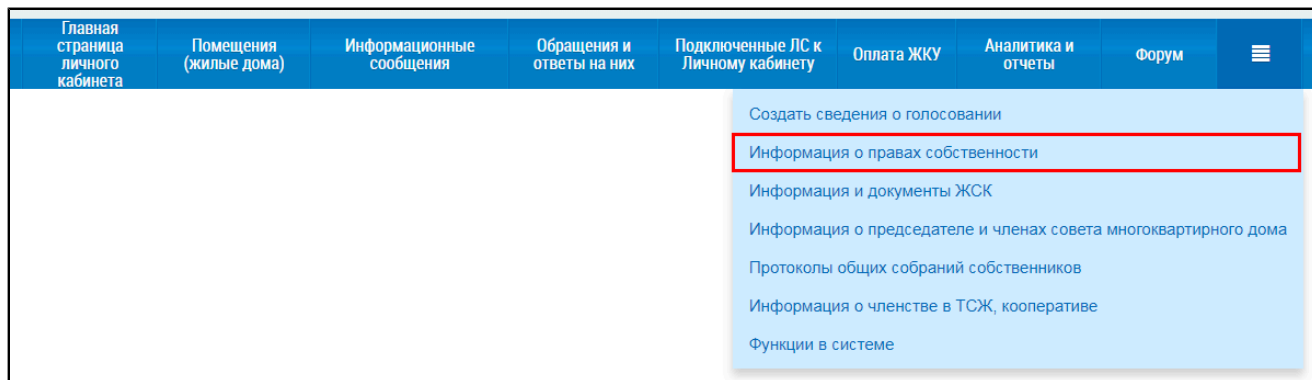 Главная
страница
личного
кабинета
Помещения
(жилые дома)
Информационные
сообщения
Обращения и
ответы на них
Подключенные ЛС к
Личному кабинету
Оплата ЖКУ
Аналитика и
отчеты
Форум
Создать сведения о голосовании
Информация о правах собственности
Информация и документы ЖСК
Информация о председателе и членах совета многоквартирного дома
Протоколы общих собраний собственников
Информация о членстве в ТСЖ, кооперативе
Функции в системе